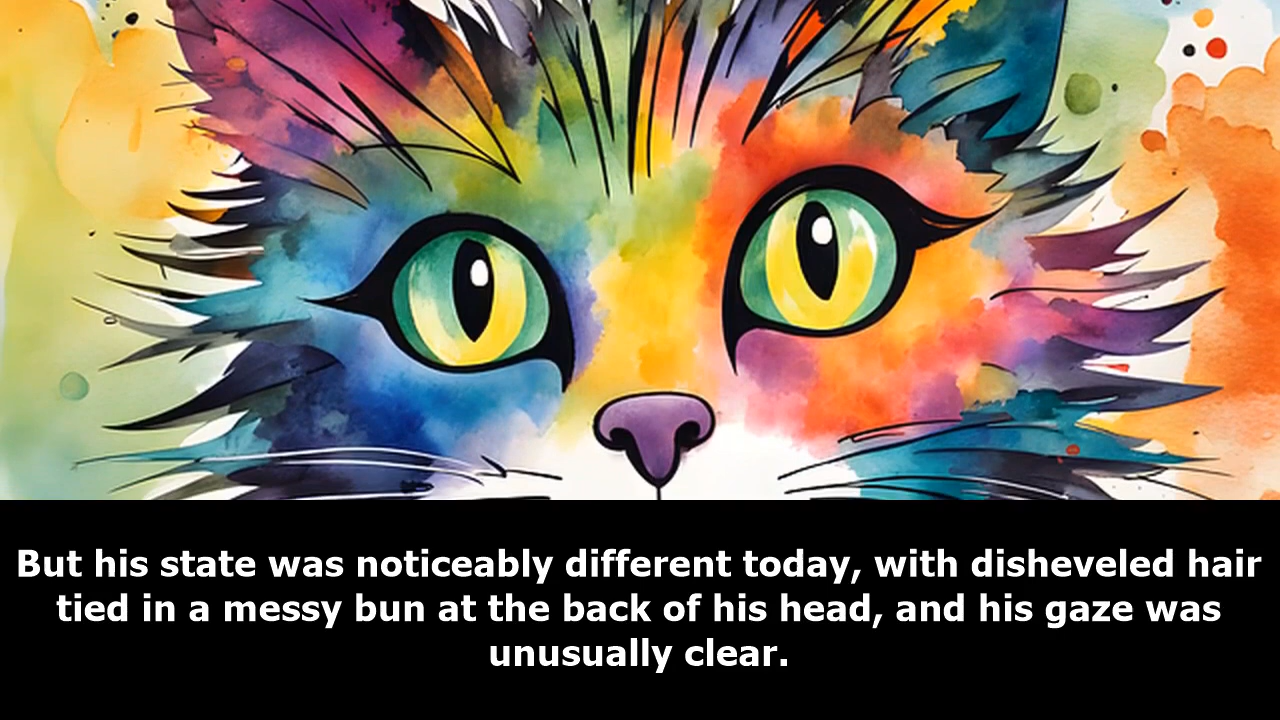 But his state was noticeably different today, with disheveled hair
tied in a messy bun at the back of his head, and his gaze was
unusually clear.